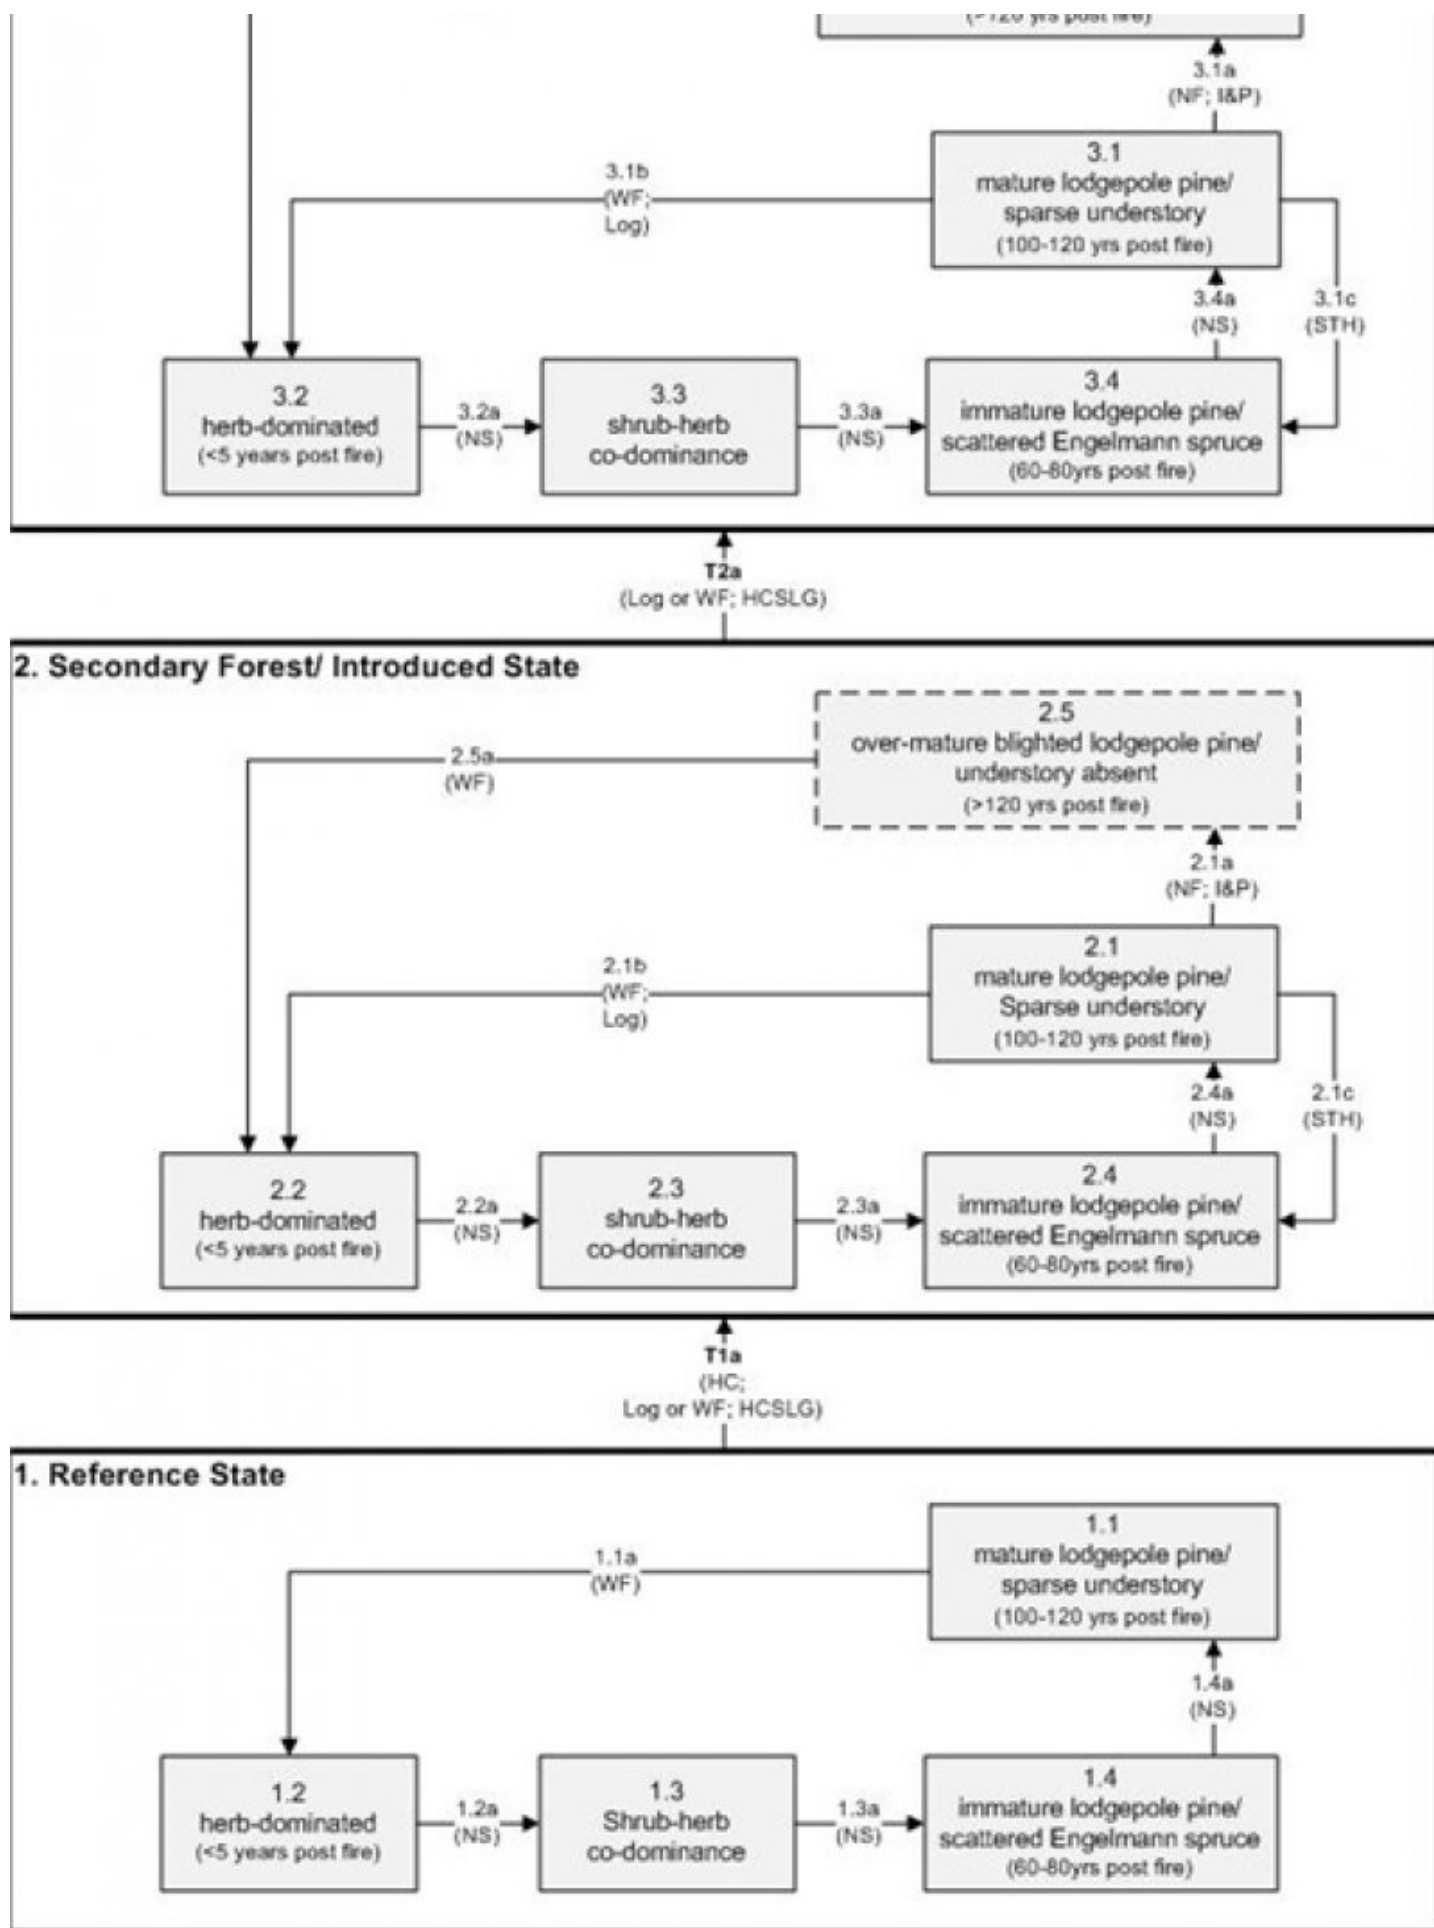 (>120 yrs post fire)
3.1a
(NF; I&P)
3.1
mature lodgepole pine/
sparse understory
(100-120 yrs post fire)
3.1b
(WF;
Log)
3.4a
(NS)
3.1c
(STH)
3.2
herb-dominated
(<5 years post fire)
3.2a
(NS)
3.3
shrub-herb
co-dominance
3.3a
(NS)
3.4
immature lodgepole pine/
scattered Engelmann spruce
(60-80yrs post fire)
T2a
(Log or WF; HCSLG)
2. Secondary Forest/ Introduced State
2.5
over-mature blighted lodgepole pine/
understory absent
(>120 yrs post fire)
2.5a
(WF)
2.1a
(NF; I&P)
2.1
mature lodgepole pine/
Sparse understory
(100-120 yrs post fire)
2.1b
(WF;
Log)
2.4a
(NS)
2.1c
(STH)
2.2
herb-dominated
(<5 years post fire)
2.2a
(NS)
2.3
shrub-herb
co-dominance
2.3a
(NS)
2.4
immature lodgepole pine/
scattered Engelmann spruce
(60-80yrs post fire)
T1a
(HC;
Log or WF; HCSLG)
1. Reference State
1.1
mature lodgepole pine/
sparse understory
(100-120 yrs post fire)
1.1a
(WF)
1.4a
(NS)
1.2
herb-dominated
(<5 years post fire)
1.2a
(NS)
1.3
Shrub-herb
co-dominance
1.3a
(NS)
1.4
immature lodgepole pine/
scattered Engelmann spruce
(60-80yrs post fire)